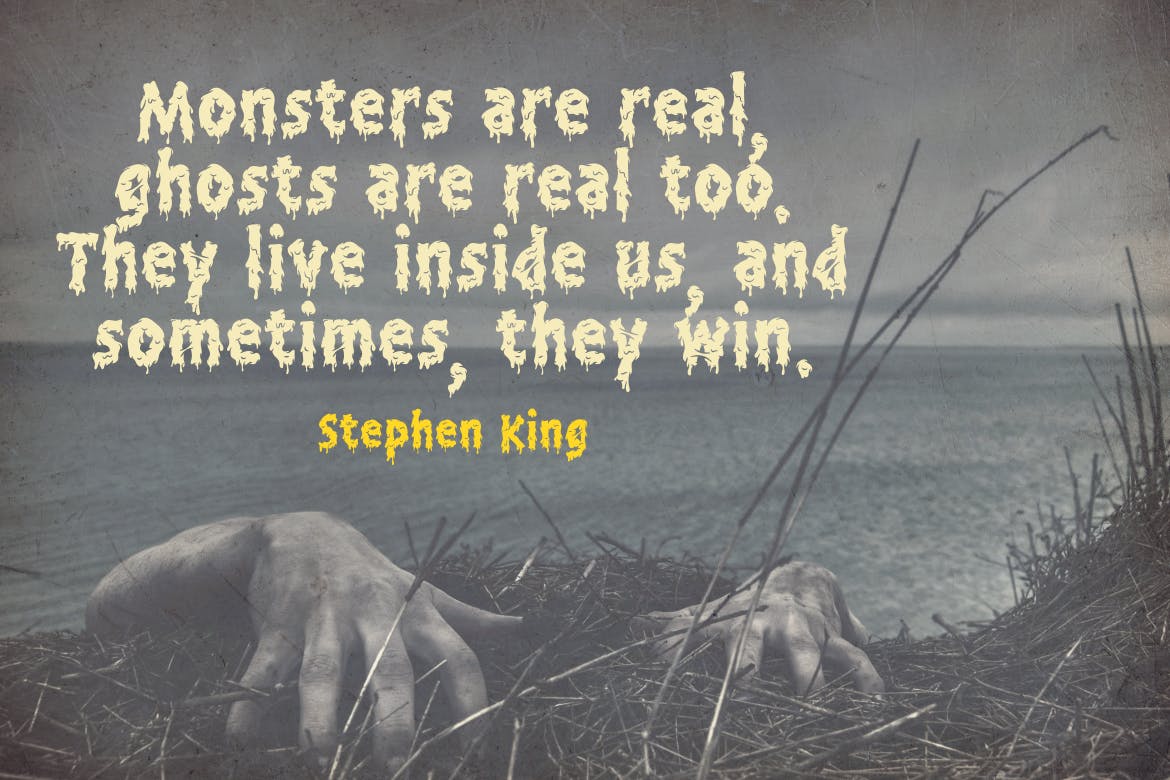 Monsters are real,
ghosts are real too.
They live inside us, and
sometimes, they win.
Stephen King